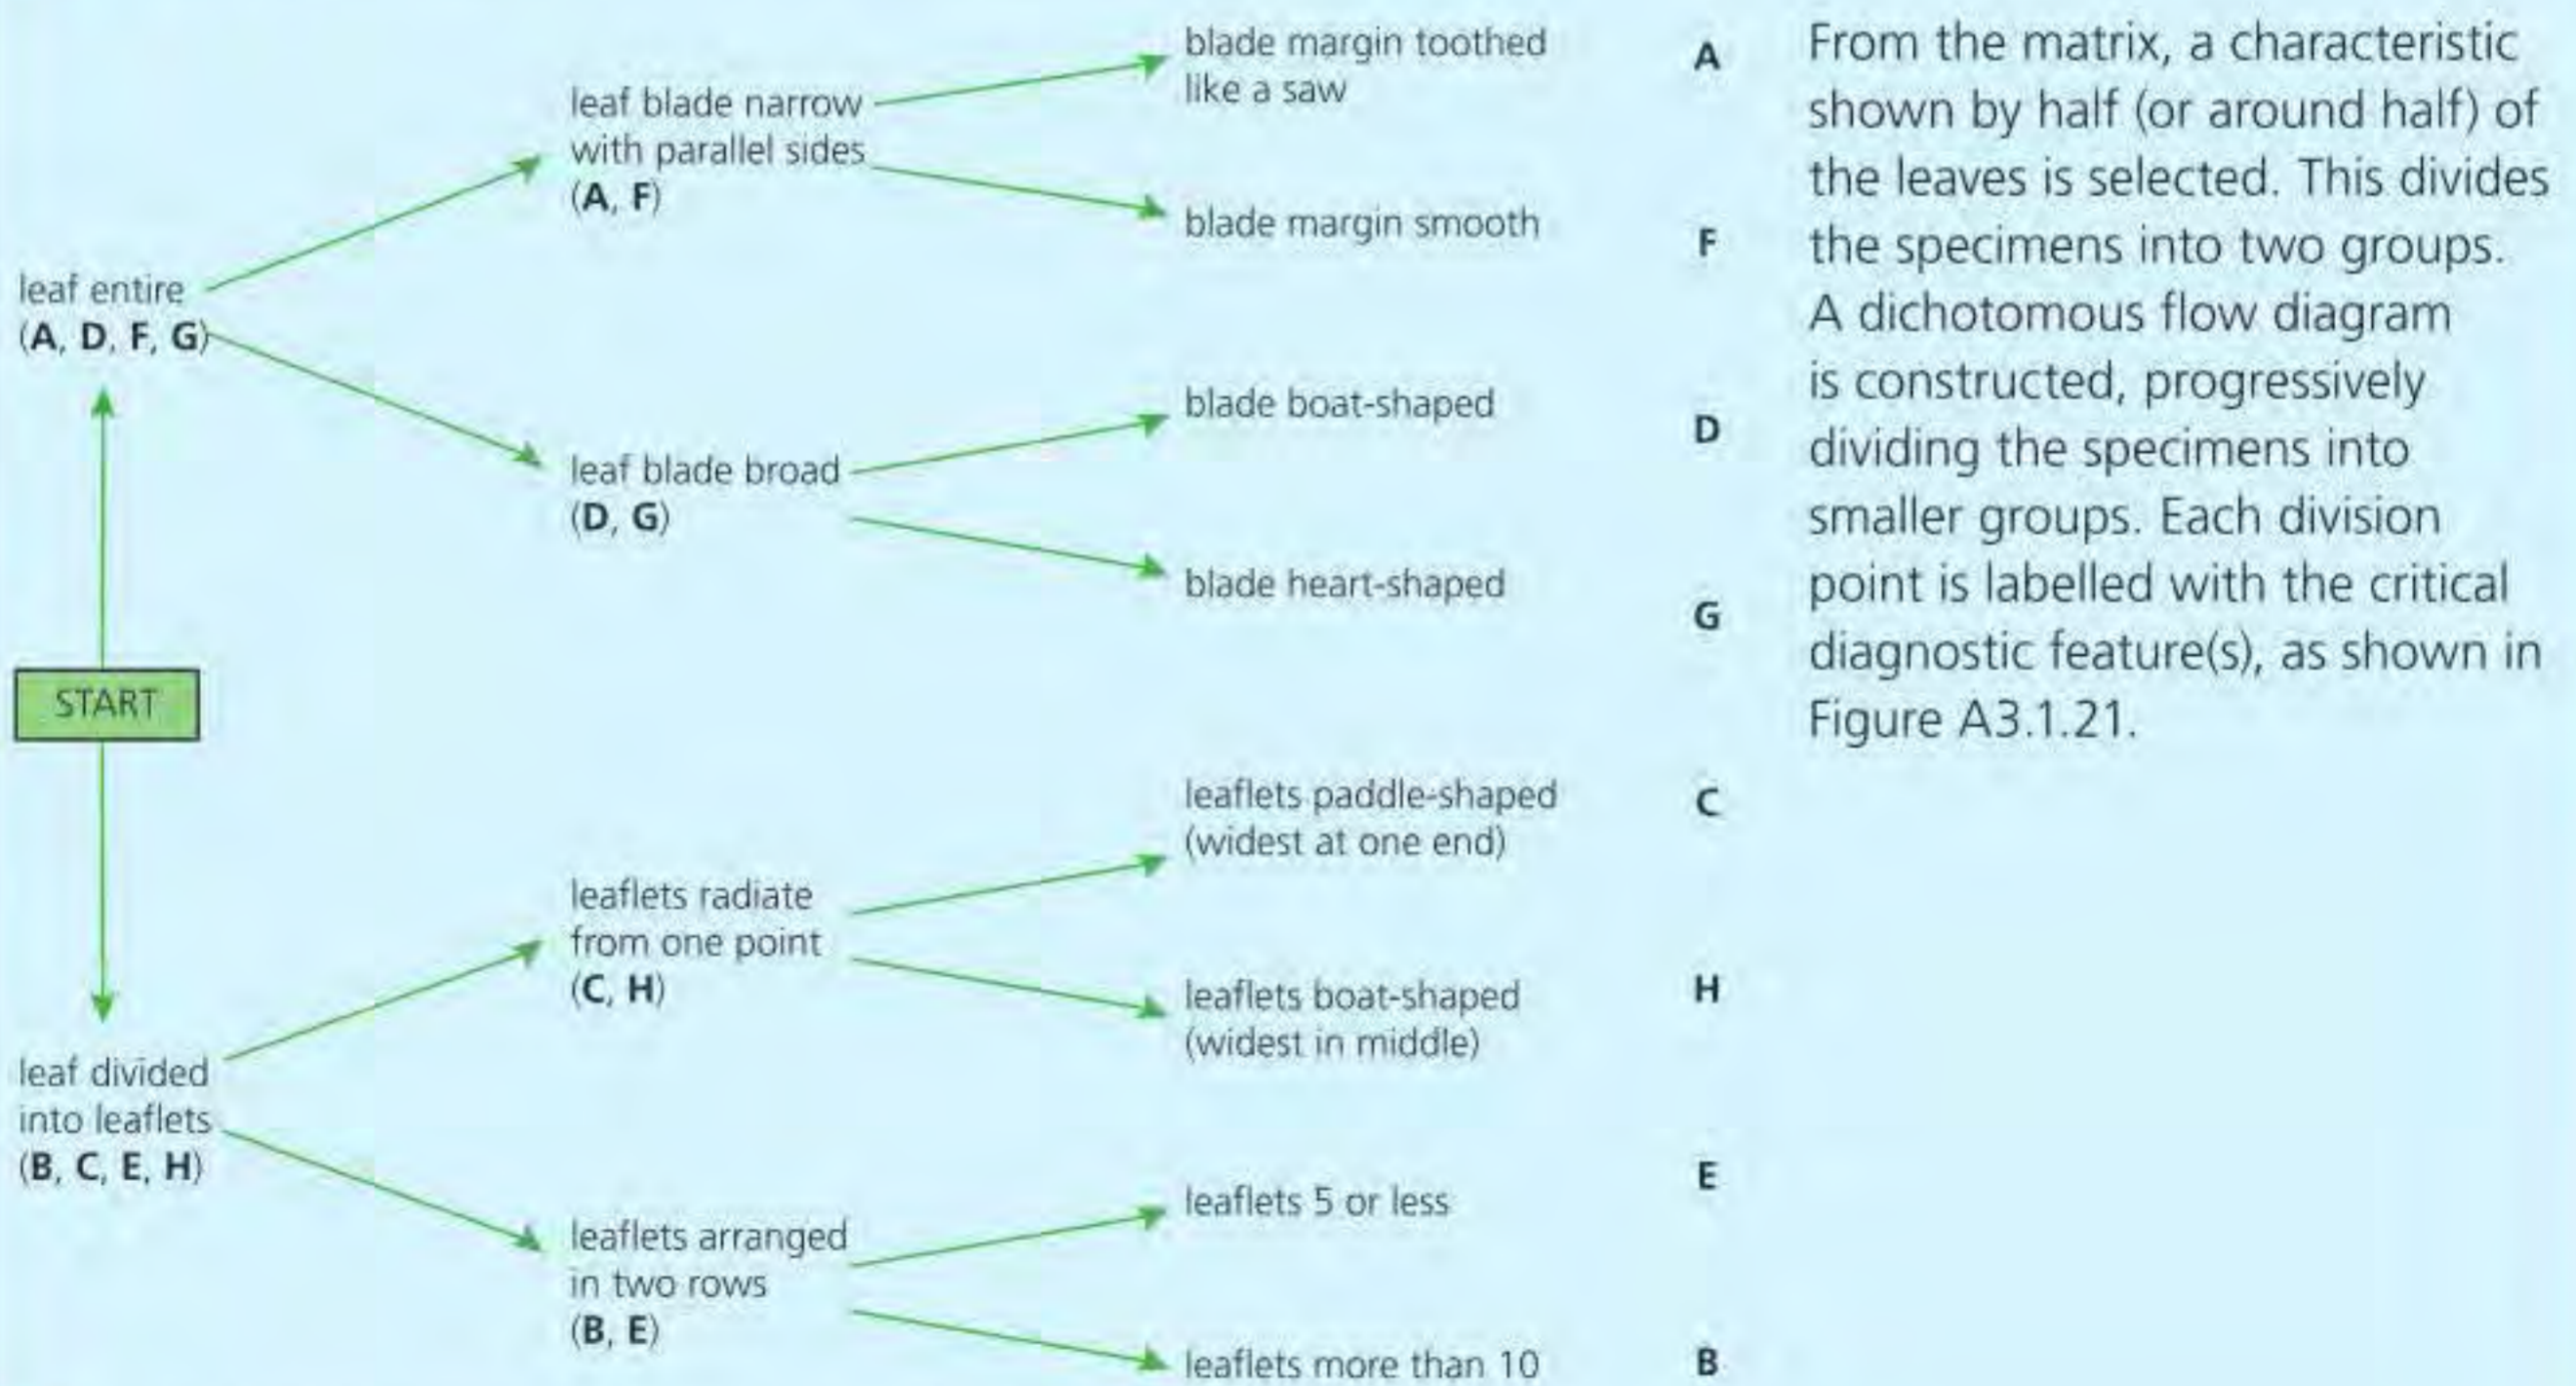 blade margin toothed
like a saw
A
leaf blade narrow
with parallel sides
(A, F)
blade margin smooth
F
leaf entire
(A, D, F, G)
blade boat-shaped
D
leaf blade broad
(D, G)
blade heart-shaped
G
START
leaflets paddle-shaped
(widest at one end)
C
leaflets radiate
from one point
(C, H)
leaflets boat-shaped
(widest in middle)
H
leaf divided
into leaflets
(B, C, E, H)
leaflets 5 or less
E
leaflets arranged
in two rows
(B, E)
leaflets more than 10
B
From the matrix, a characteristic
shown by half (or around half) of
the leaves is selected. This divides
the specimens into two groups.
A dichotomous flow diagram
is constructed, progressively
dividing the specimens into
smaller groups. Each division
point is labelled with the critical
diagnostic feature(s), as shown in
Figure A3.1.21.